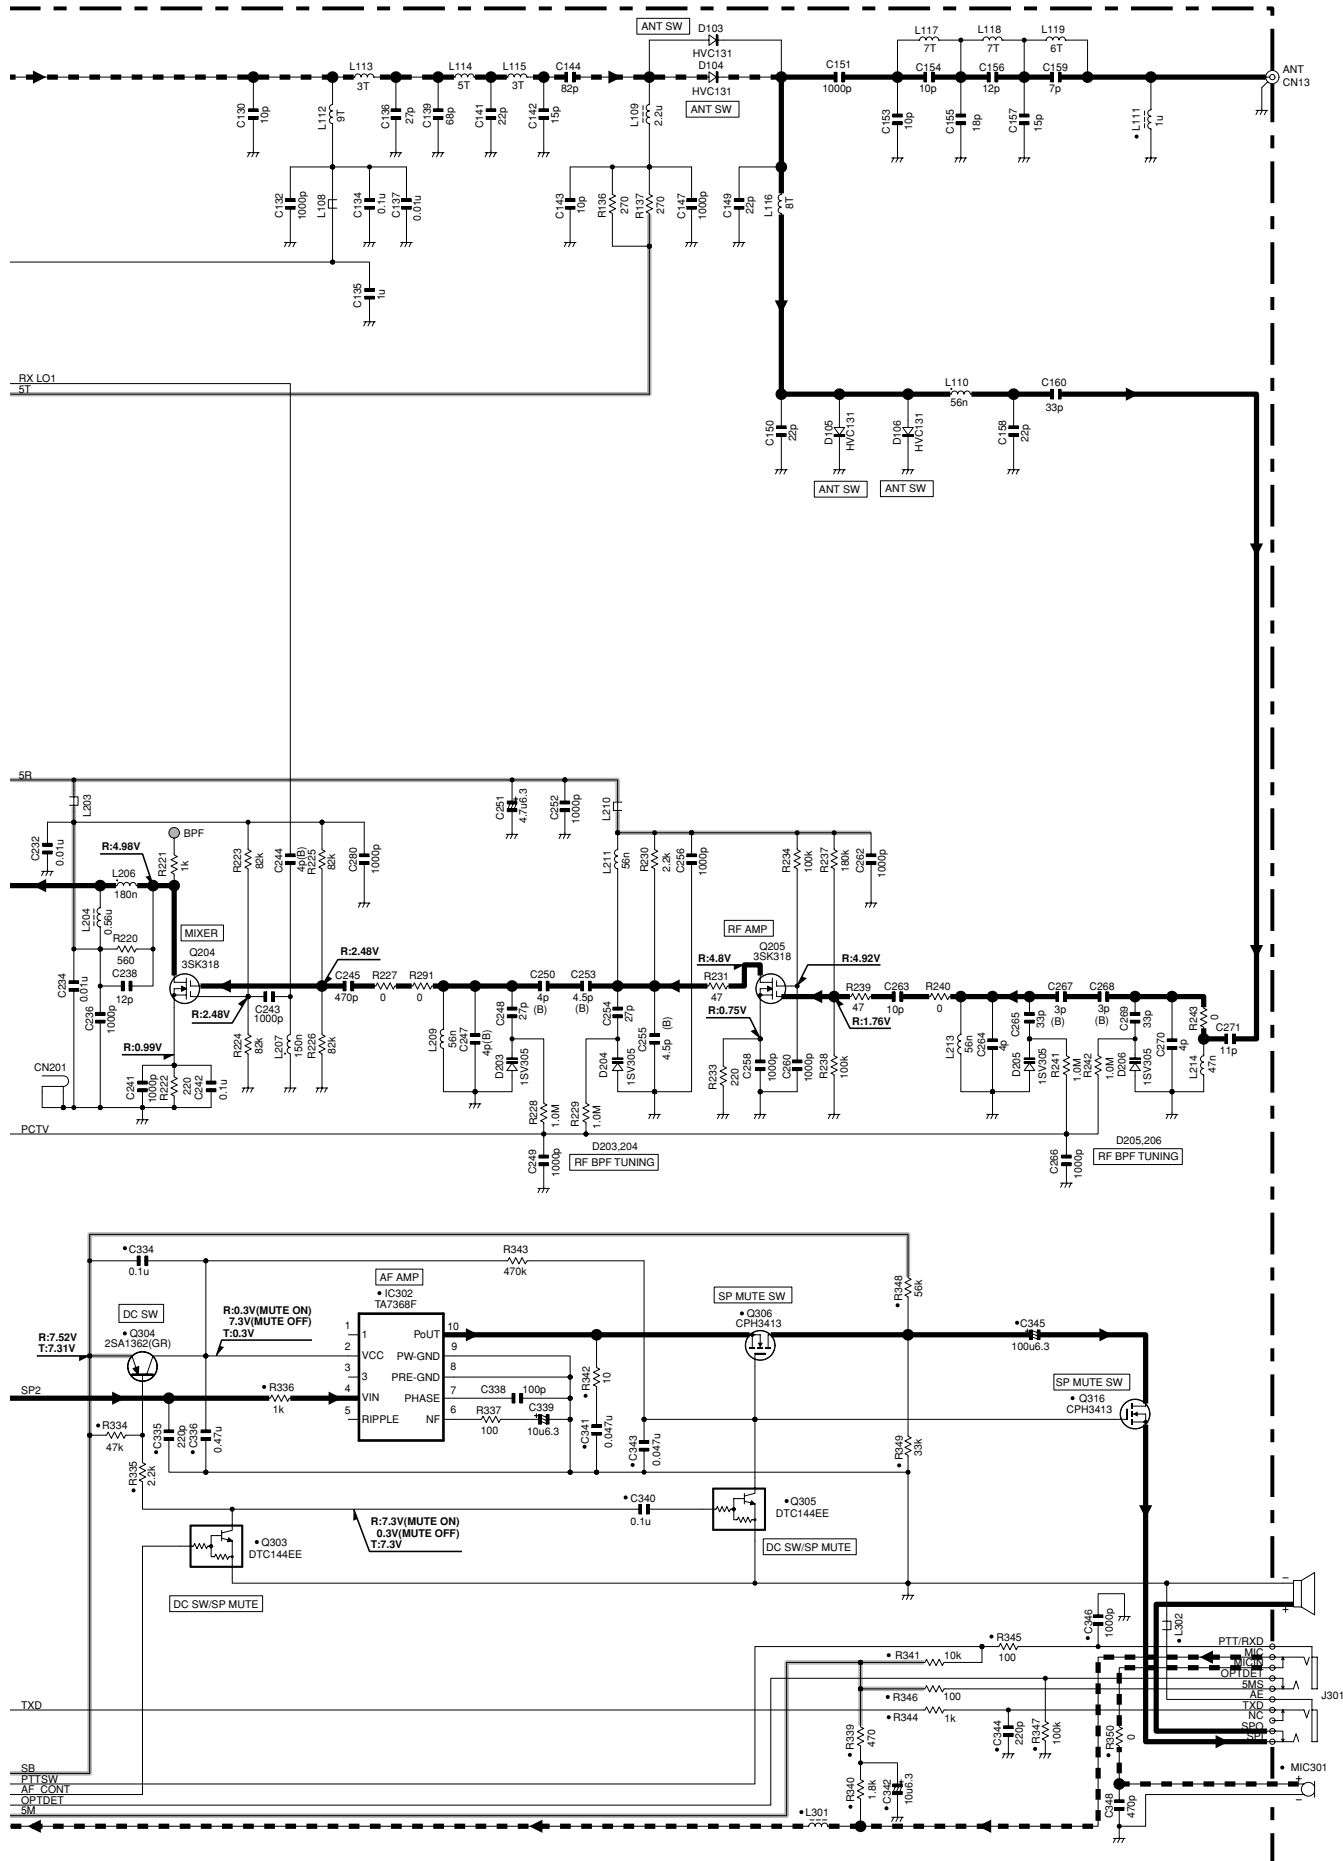 ANT SW
D103
HVC131
D104
HVC131
ANT SW
L113
3T
L114
5T
L115
3T
C144
82p
C151
1000p
L117
7T
L118
7T
L119
6T
C154
10p
C156
12p
C159
7p
ANT
CN13
C130
10p
L112
9T
C136
27p
C139
68p
C141
22p
C142
15p
L109
2.2u
C153
10p
C155
18p
C157
15p
• L111
1u
C132
1000p
L108
C134
0.1u
C137
0.01u
C143
10p
R136
270
R137
270
C147
1000p
C149
22p
L116
8T
C135
1u
RX LO1
5T
L110
56n
C160
33p
C150
22p
D105
HVC131
D106
HVC131
C158
22p
ANT SW
ANT SW
5R
L203
C251
4.7u6.3
C252
1000p
L210
C232
0.01u
R:4.98V
BPF
R221
1k
R223
82k
C244
4p(B)
R225
82k
C280
1000p
L211
56n
R230
2.2k
C256
1000p
R234
100k
R237
180k
C262
1000p
L206
180n
L204
0.56u
R220
560
C238
12p
MIXER
Q204
3SK318
R:2.48V
C245
470p
R227
0
R291
0
C250
4p
(B)
C253
4.5p
(B)
RF AMP
Q205
3SK318
R:4.8V
R231
47
R:4.92V
R239
47
C263
10p
R240
0
C267
3p
(B)
C268
3p
(B)
C234
0.01u
C236
1000p
R:2.48V
C243
1000p
R:0.99V
R224
82k
L207
150n
R226
82k
L209
56n
C247
4p(B)
C248
27p
D203
1SV305
C254
27p
D204
1SV305
C255
4.5p
(B)
R:0.75V
R:1.76V
R233
220
C258
1000p
C260
1000p
R238
100k
L213
56n
C264
4p
C265
33p
D205
1SV305
R241
1.0M
R242
1.0M
C269
33p
D206
1SV305
C270
4p
R243
0
L214
47n
C271
11p
CN201
C241
1000p
R222
220
C242
0.1u
R228
1.0M
R229
1.0M
PCTV
C249
1000p
D203,204
RF BPF TUNING
C266
1000p
D205,206
RF BPF TUNING
• C334
0.1u
R343
470k
AF AMP
• IC302
TA7368F
SP MUTE SW
• Q306
CPH3413
• R348
56k
DC SW
• Q304
2SA1362(GR)
R:0.3V(MUTE ON)
7.3V(MUTE OFF)
T:0.3V
R:7.52V
T:7.31V
1 1 PoUT 10
2 VCC PW-GND 9
3 3 PRE-GND 8
4 VIN PHASE 7
5 RIPPLE NF 6
• C345
100u6.3
SP2
• R336
1k
C338 100p
R337
100
C339
10u6.3
• R342
10
• C341
0.047u
• C343
0.047u
SP MUTE SW
• Q316
CPH3413
• R334
47k
• R335
2.2k
• C335
220p
• C336
0.47u
• R349
33k
• C340
0.1u
• Q305
DTC144EE
DC SW/SP MUTE
R:7.3V(MUTE ON)
0.3V(MUTE OFF)
T:7.3V
• Q303
DTC144EE
DC SW/SP MUTE
−
+
• C346
1000p
L302
•
• R345
100
• R341 10k
• R346 100
• R344 1k
PTT/RXD
MIC
MICIN
OPTDET
5MS
AE
TXD
NC
SPO
SPI
J301
TXD
• R339
470
• R340
1.8k
• C342
10u6.3
• C344
220p
• R347
100k
• R350
0
• MIC301
+
−
C348
470p
SB
PTTSW
AF CONT
OPTDET
5M
• L301